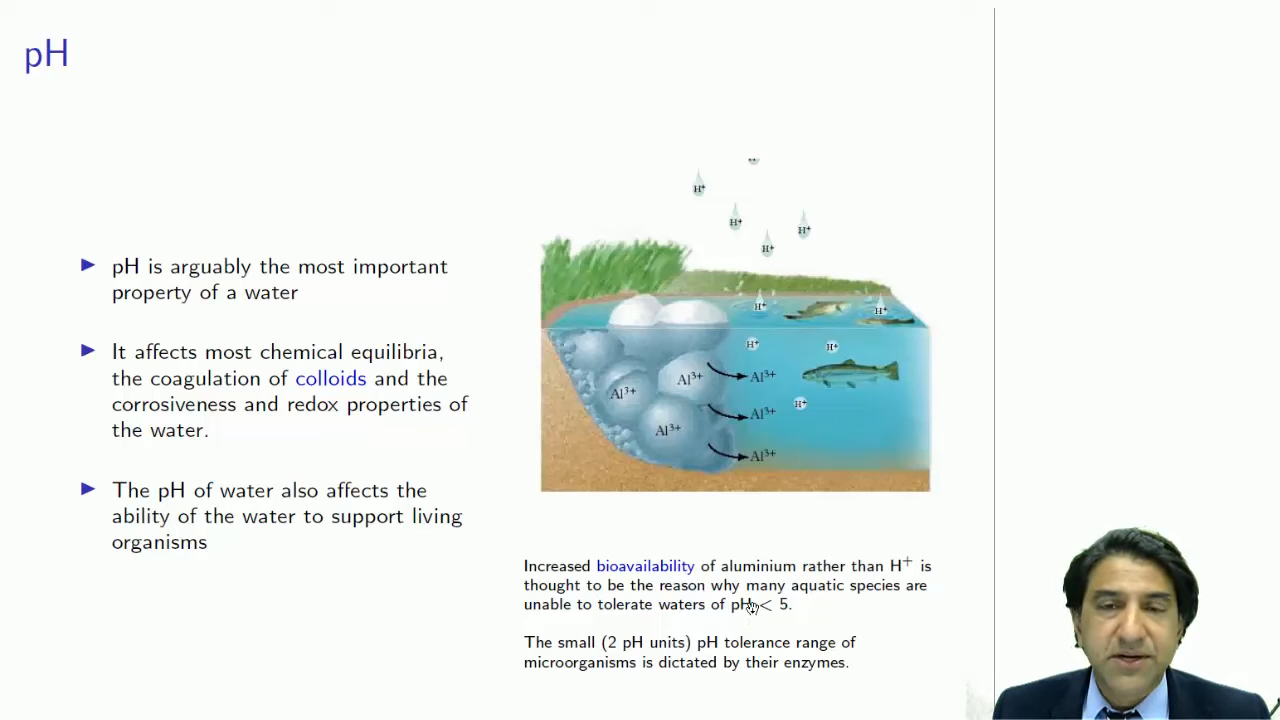 pH
▶ pH is arguably the most important
property of a water
▶ It affects most chemical equilibria,
the coagulation of colloids and the
corrosiveness and redox properties of
the water.
▶ The pH of water also affects the
ability of the water to support living
organisms
H⁺
H⁺
H⁺
H⁺
H⁺
H⁺
H⁺
H⁺
H⁺
Al³⁺
Al³⁺
Al³⁺
Al³⁺
Al³⁺
Al³⁺
Increased bioavailability of aluminium rather than H⁺ is
thought to be the reason why many aquatic species are
unable to tolerate waters of pH < 5.
The small (2 pH units) pH tolerance range of
microorganisms is dictated by their enzymes.